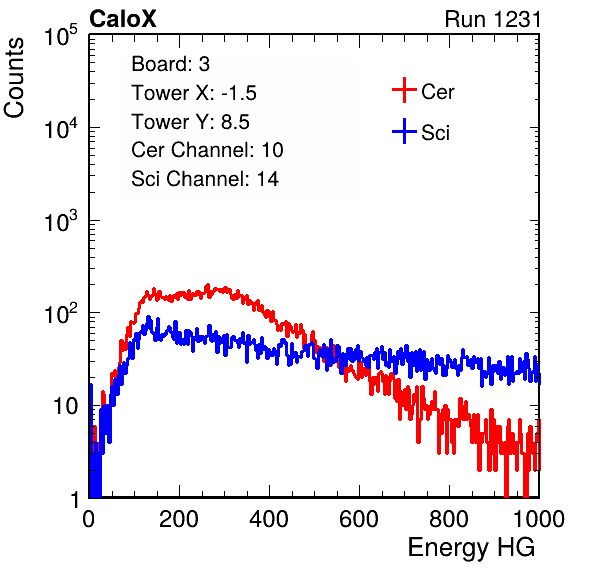 CaloX Run 1231
Counts
Board: 3
Tower X: -1.5
Tower Y: 8.5
Cer Channel: 10
Sci Channel: 14
Cer
Sci
10^5
10^4
10^3
10^2
10
1
0 200 400 600 800 1000
Energy HG